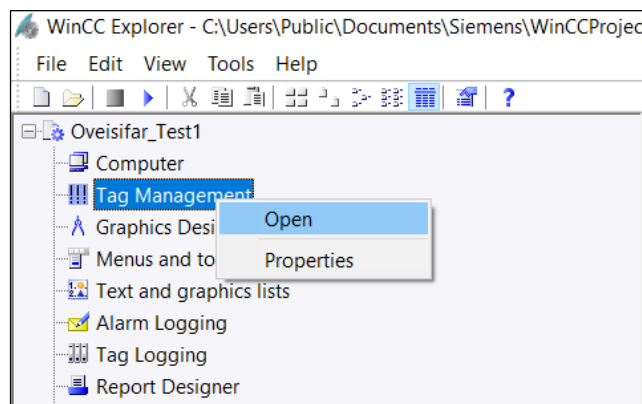 WinCC Explorer - C:\Users\Public\Documents\Siemens\WinCCProjec
File Edit View Tools Help
Oveisifar_Test1
Computer
Tag Management
Open
Graphics Desi
Properties
Menus and to
Text and graphics lists
Alarm Logging
Tag Logging
Report Designer